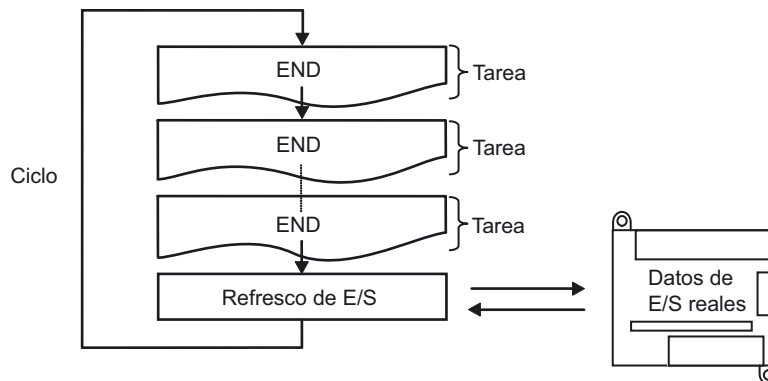 END
Tarea
END
Tarea
Ciclo
END
Tarea
Refresco de E/S
Datos de
E/S reales